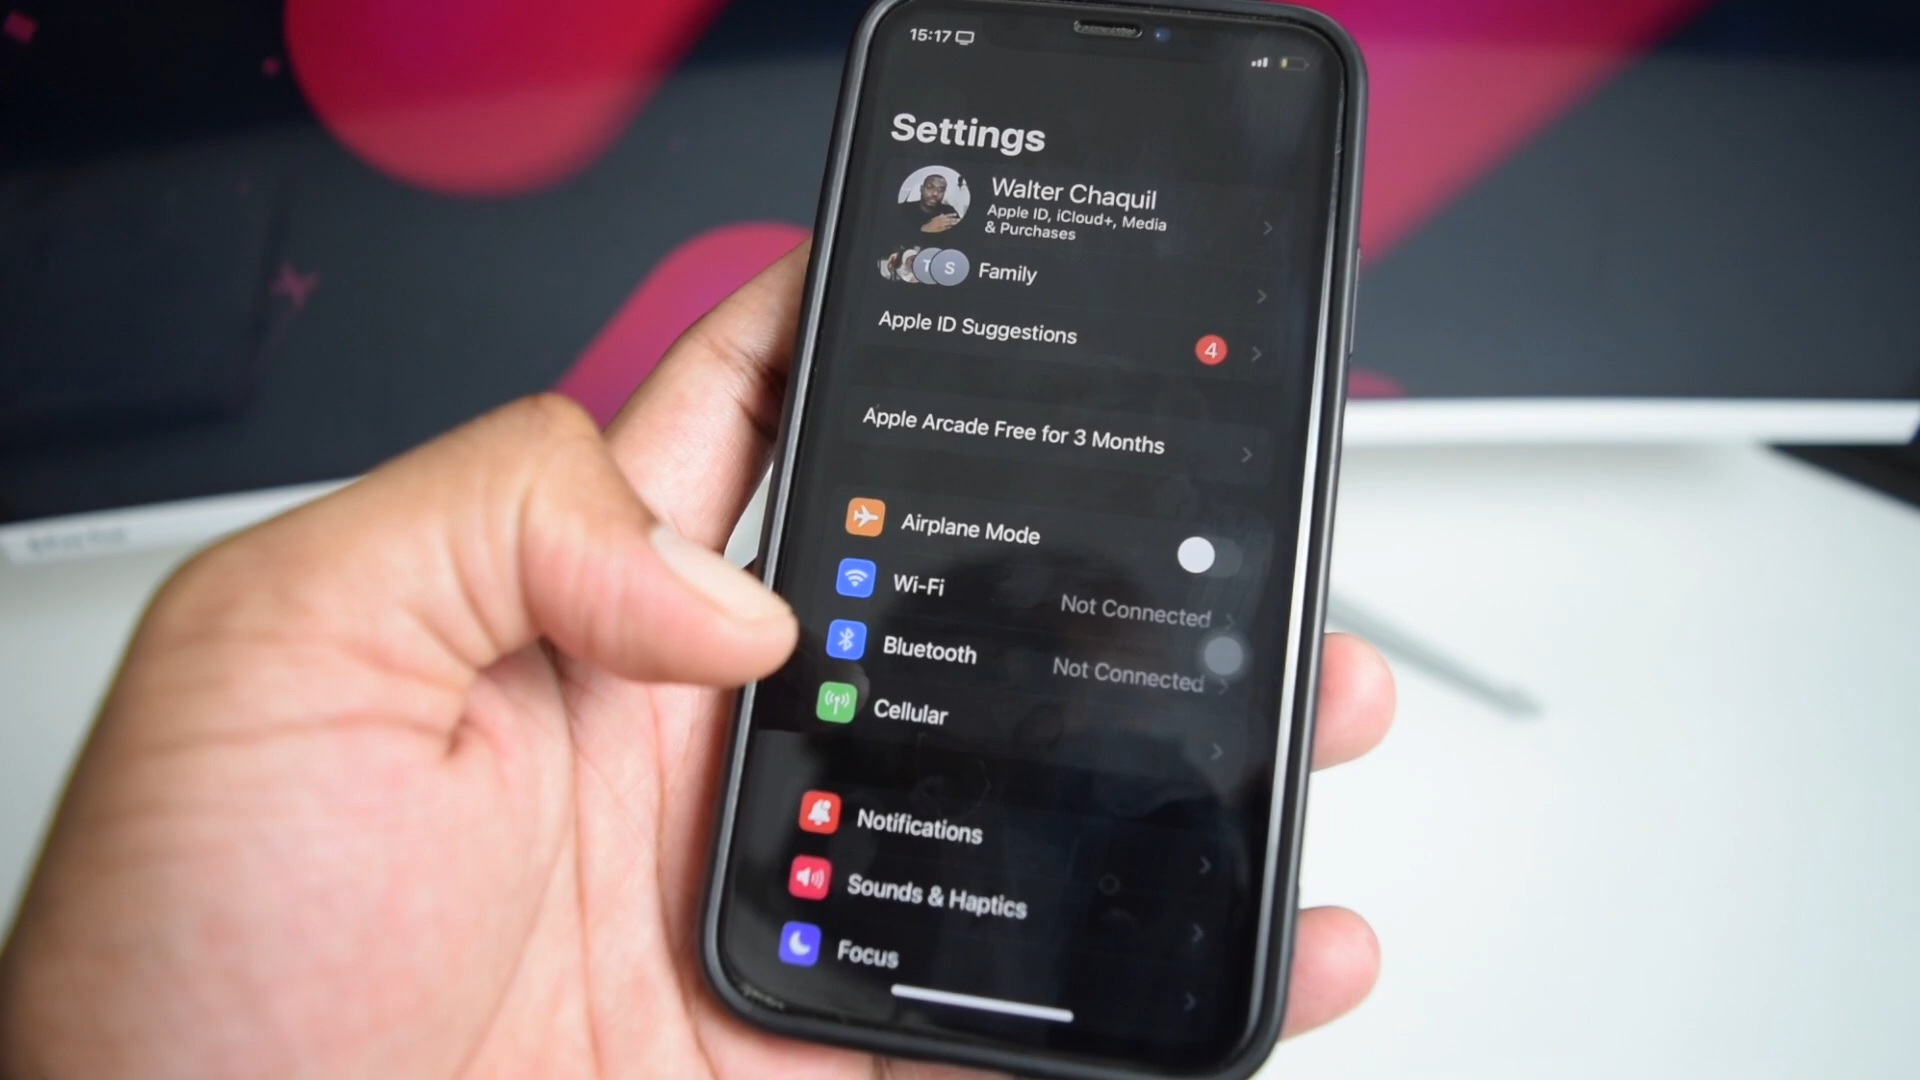 15:17
Settings
Walter Chaquil
Apple ID, iCloud+, Media
& Purchases
T S Family
Apple ID Suggestions 4
Apple Arcade Free for 3 Months
Airplane Mode
Wi-Fi Not Connected
Bluetooth Not Connected
Cellular
Notifications
Sounds & Haptics
Focus